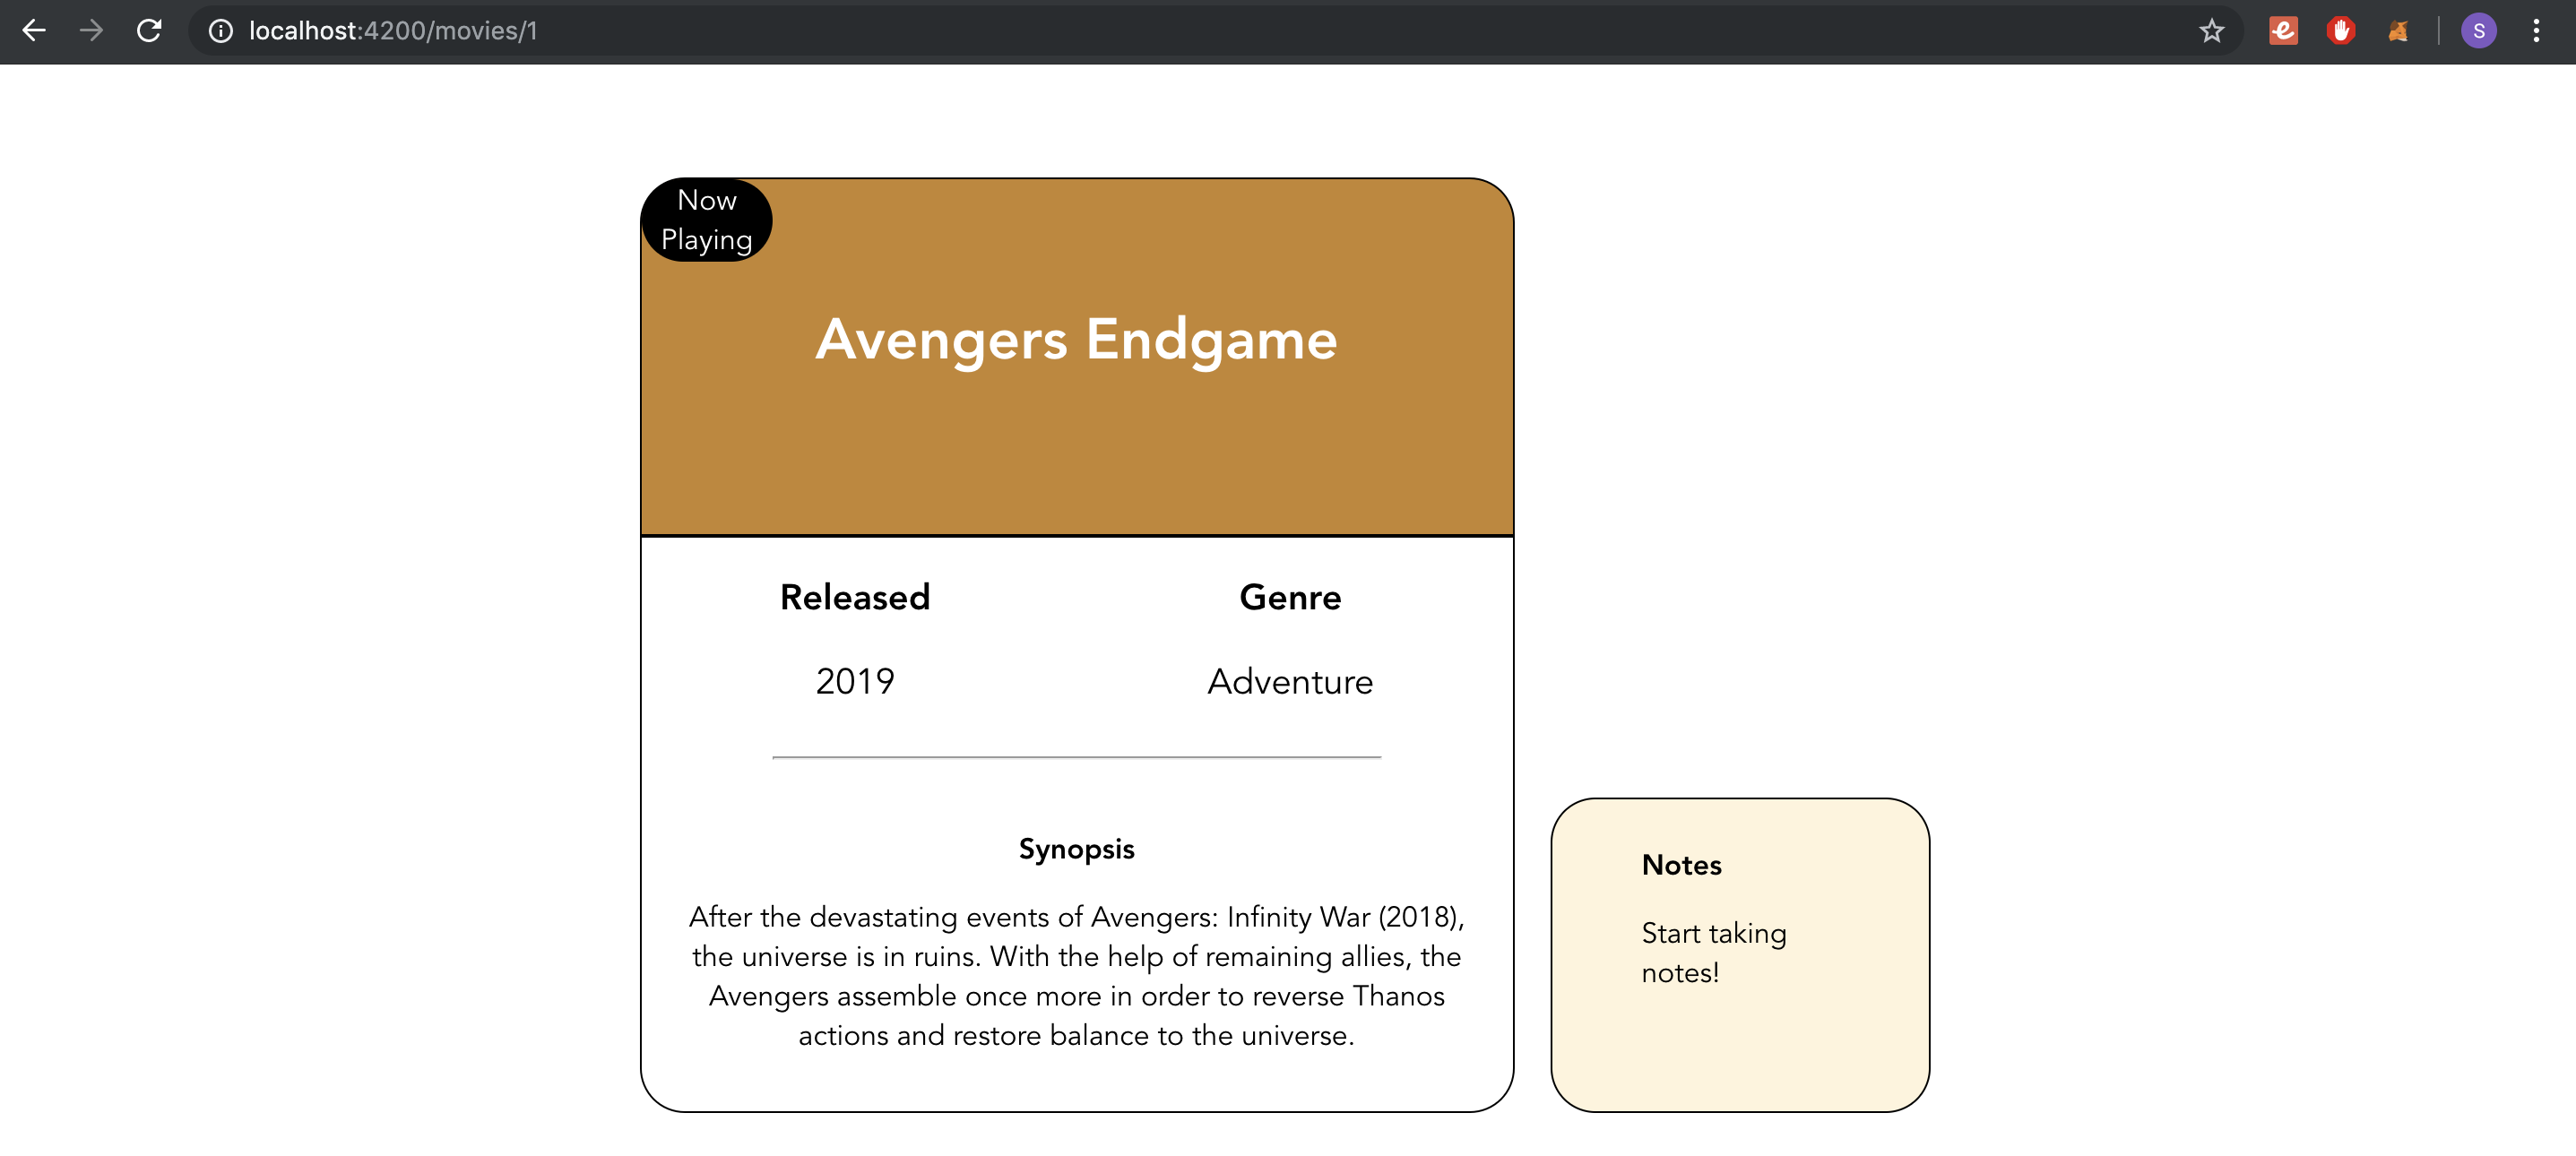 localhost:4200/movies/1
S
Now
Playing
Avengers Endgame
Released
Genre
2019
Adventure
Synopsis
After the devastating events of Avengers: Infinity War (2018),
the universe is in ruins. With the help of remaining allies, the
Avengers assemble once more in order to reverse Thanos
actions and restore balance to the universe.
Notes
Start taking
notes!